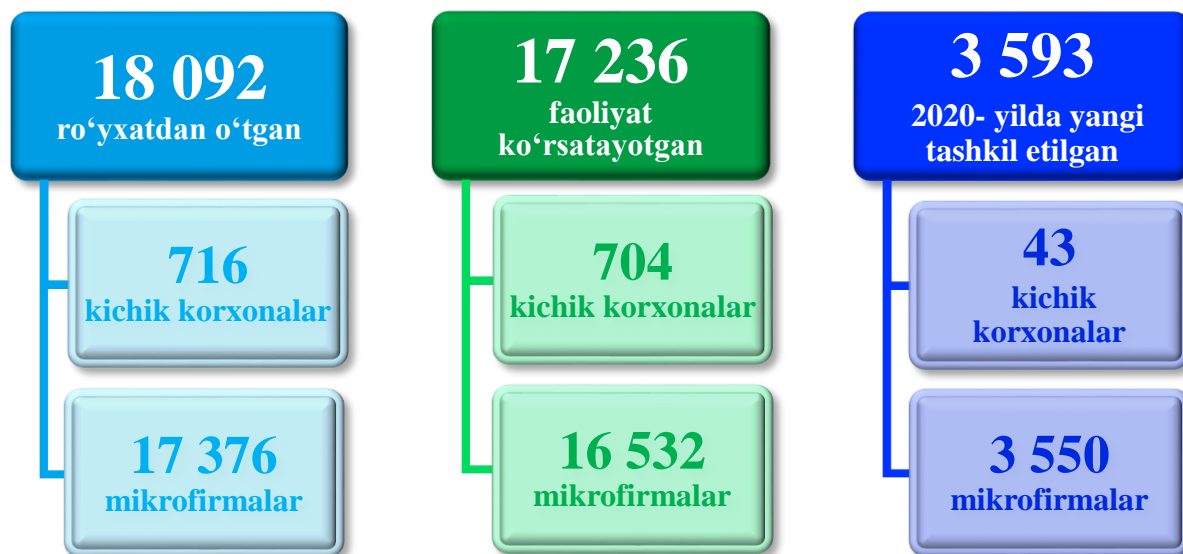 18 092
ro‘yxatdan o‘tgan
716
kichik korxonalar
17 376
mikrofirmalar
17 236
faoliyat
ko‘rsatayotgan
704
kichik korxonalar
16 532
mikrofirmalar
3 593
2020- yilda yangi
tashkil etilgan
43
kichik
korxonalar
3 550
mikrofirmalar